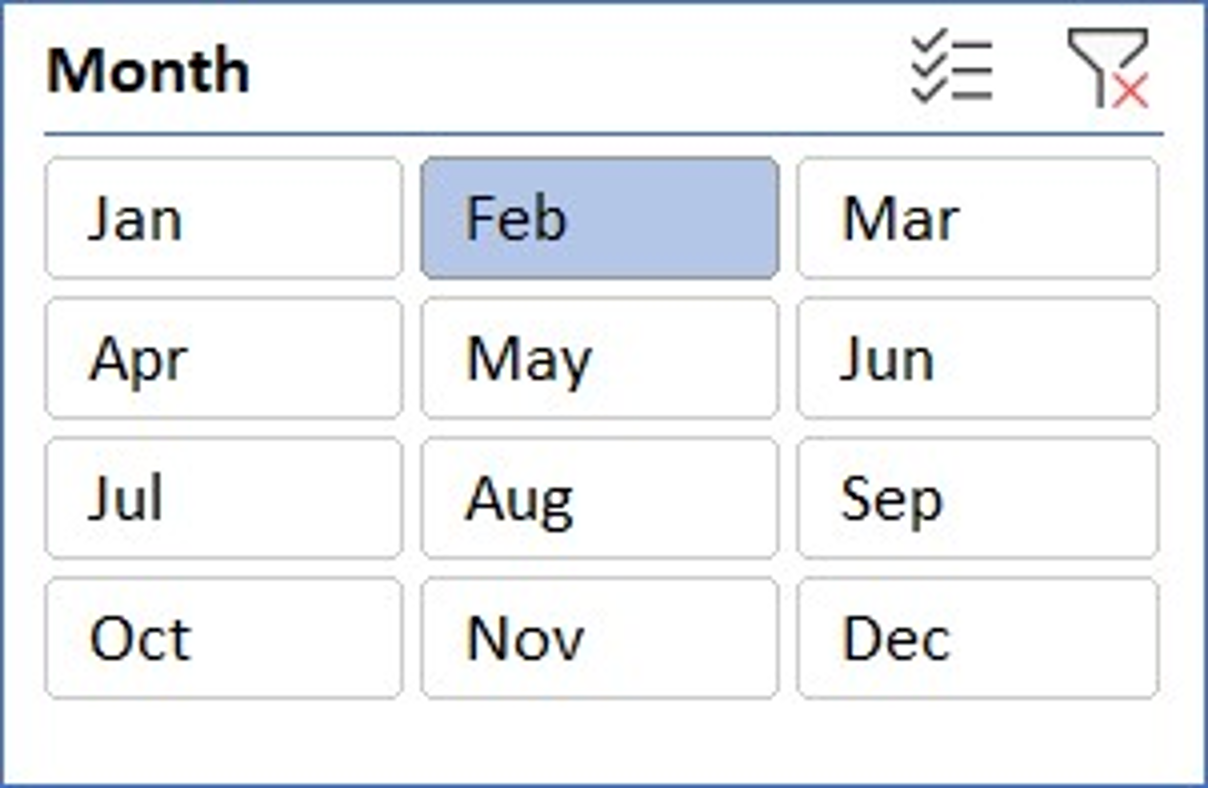 Month
Jan Feb Mar
Apr May Jun
Jul Aug Sep
Oct Nov Dec